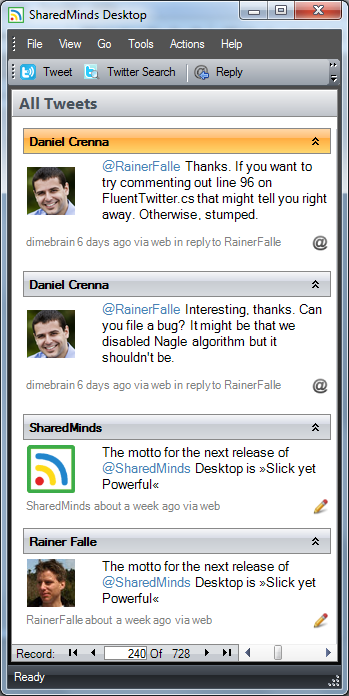 SharedMinds Desktop
File View Go Tools Actions Help
Tweet Twitter Search Reply
All Tweets
Daniel Crenna
@RainerFalle Thanks. If you want to
try commenting out line 96 on
FluentTwitter.cs that might tell you right
away. Otherwise, stumped.
dimebrain 6 days ago via web in reply to RainerFalle
Daniel Crenna
@RainerFalle Interesting, thanks. Can
you file a bug? It might be that we
disabled Nagle algorithm but it
shouldn't be.
dimebrain 6 days ago via web in reply to RainerFalle
SharedMinds
The motto for the next release of
@SharedMinds Desktop is »Slick yet
Powerful«
SharedMinds about a week ago via web
Rainer Falle
The motto for the next release of
@SharedMinds Desktop is »Slick yet
Powerful«
RainerFalle about a week ago via web
Record: 240 Of 728
Ready